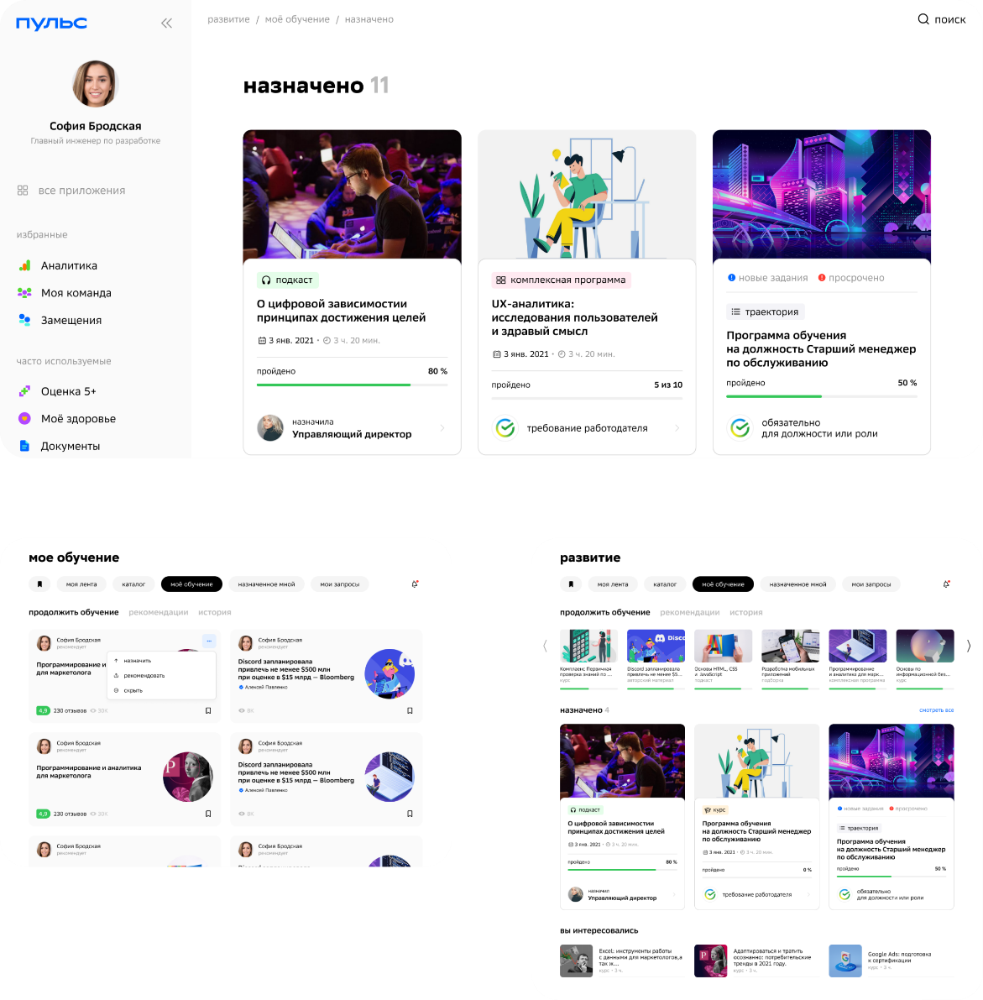 пульс
София Бродская
Главный инженер по разработке
все приложения
избранные
Аналитика
Моя команда
Замещения
часто используемые
Оценка 5+
Моё здоровье
Документы
развитие / моё обучение / назначено
поиск
назначено 11
подкаст
О цифровой зависимостии
принципах достижения целей
3 янв. 2021 • 3 ч. 20 мин.
пройдено 80 %
назначила
Управляющий директор
комплексная программа
UX-аналитика:
исследования пользователей
и здравый смысл
3 янв. 2021 • 3 ч. 20 мин.
пройдено 5 из 10
требование работодателя
новые задания просрочено
траектория
Программа обучения
на должность Старший менеджер
по обслуживанию
пройдено 50 %
обязательно
для должности или роли
мое обучение
моя лента каталог моё обучение назначенное мной мои запросы
продолжить обучение рекомендации история
София Бродская
рекомендует
Программирование и
для маркетолога
назначить
рекомендовать
скрыть
4,9 230 отзывов 30K
София Бродская
рекомендует
Discord запланировала
привлечь не менее $500 млн
при оценке в $15 млрд — Bloomberg
Алексей Павленко
8K
София Бродская
рекомендует
Программирование и аналитика
для маркетолога
4,9 230 отзывов 30K
София Бродская
рекомендует
Discord запланировала
привлечь не менее $500 млн
при оценке в $15 млрд — Bloomberg
Алексей Павленко
8K
София Бродская
рекомендует
София Бродская
рекомендует
развитие
моя лента каталог моё обучение назначенное мной мои запросы
продолжить обучение рекомендации история
Комплаенс Первичная
проверка знаний по ...
курс
Discord запланировала
привлечь не менее $5...
авторский материал
Основы HTML, CSS
и JavaScript
подкаст
Разработка мобильных
приложений
подборка
Программирование
и аналитика для марк...
комплексная программа
Основы по
информационной без...
курс
назначено 4
смотреть все
подкаст
О цифровой зависимостии
принципах достижения целей
3 янв. 2021 • 3 ч. 20 мин.
пройдено 80 %
назначил
Управляющий директор
курс
Программа обучения
на должность Старший менеджер
по обслуживанию
3 янв. 2021 • 3 ч. 20 мин.
пройдено 0 %
требование работодателя
новые задания просрочено
траектория
Программа обучения
на должность Старший менеджер
по обслуживанию
пройдено 50 %
обязательно
для должности или роли
вы интересовались
Excel: инструменты работы
с данными для маркетологов,а
так ж...
курс • 3 ч.
Адаптироваться и тратить
осознанно: потребительские
тренды в 2021 году.
курс • 3 ч.
Google Ads: подготовка
к сертификации
курс • 3 ч.